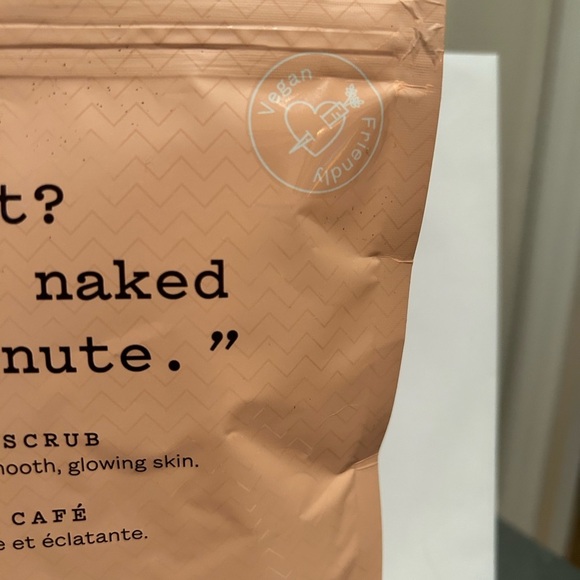 Vegan
Friendly
t?
naked
nute.”
SCRUB
mooth, glowing skin.
CAFÉ
e et éclatante.